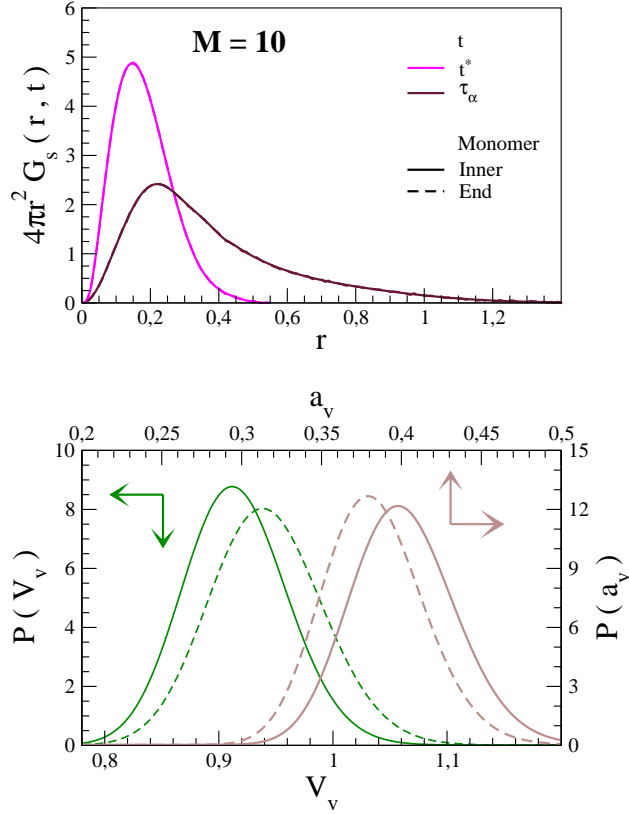 M = 10
t
t*
τα
Monomer
Inner
End
4πr² Gs ( r , t )
6
5
4
3
2
1
0
0 0,2 0,4 0,6 0,8 1 1,2
r
av
0,2 0,25 0,3 0,35 0,4 0,45 0,5
10
8
6
4
2
0
P ( Vv )
15
12
9
6
3
0
P ( av )
0,8 0,9 1 1,1
Vv